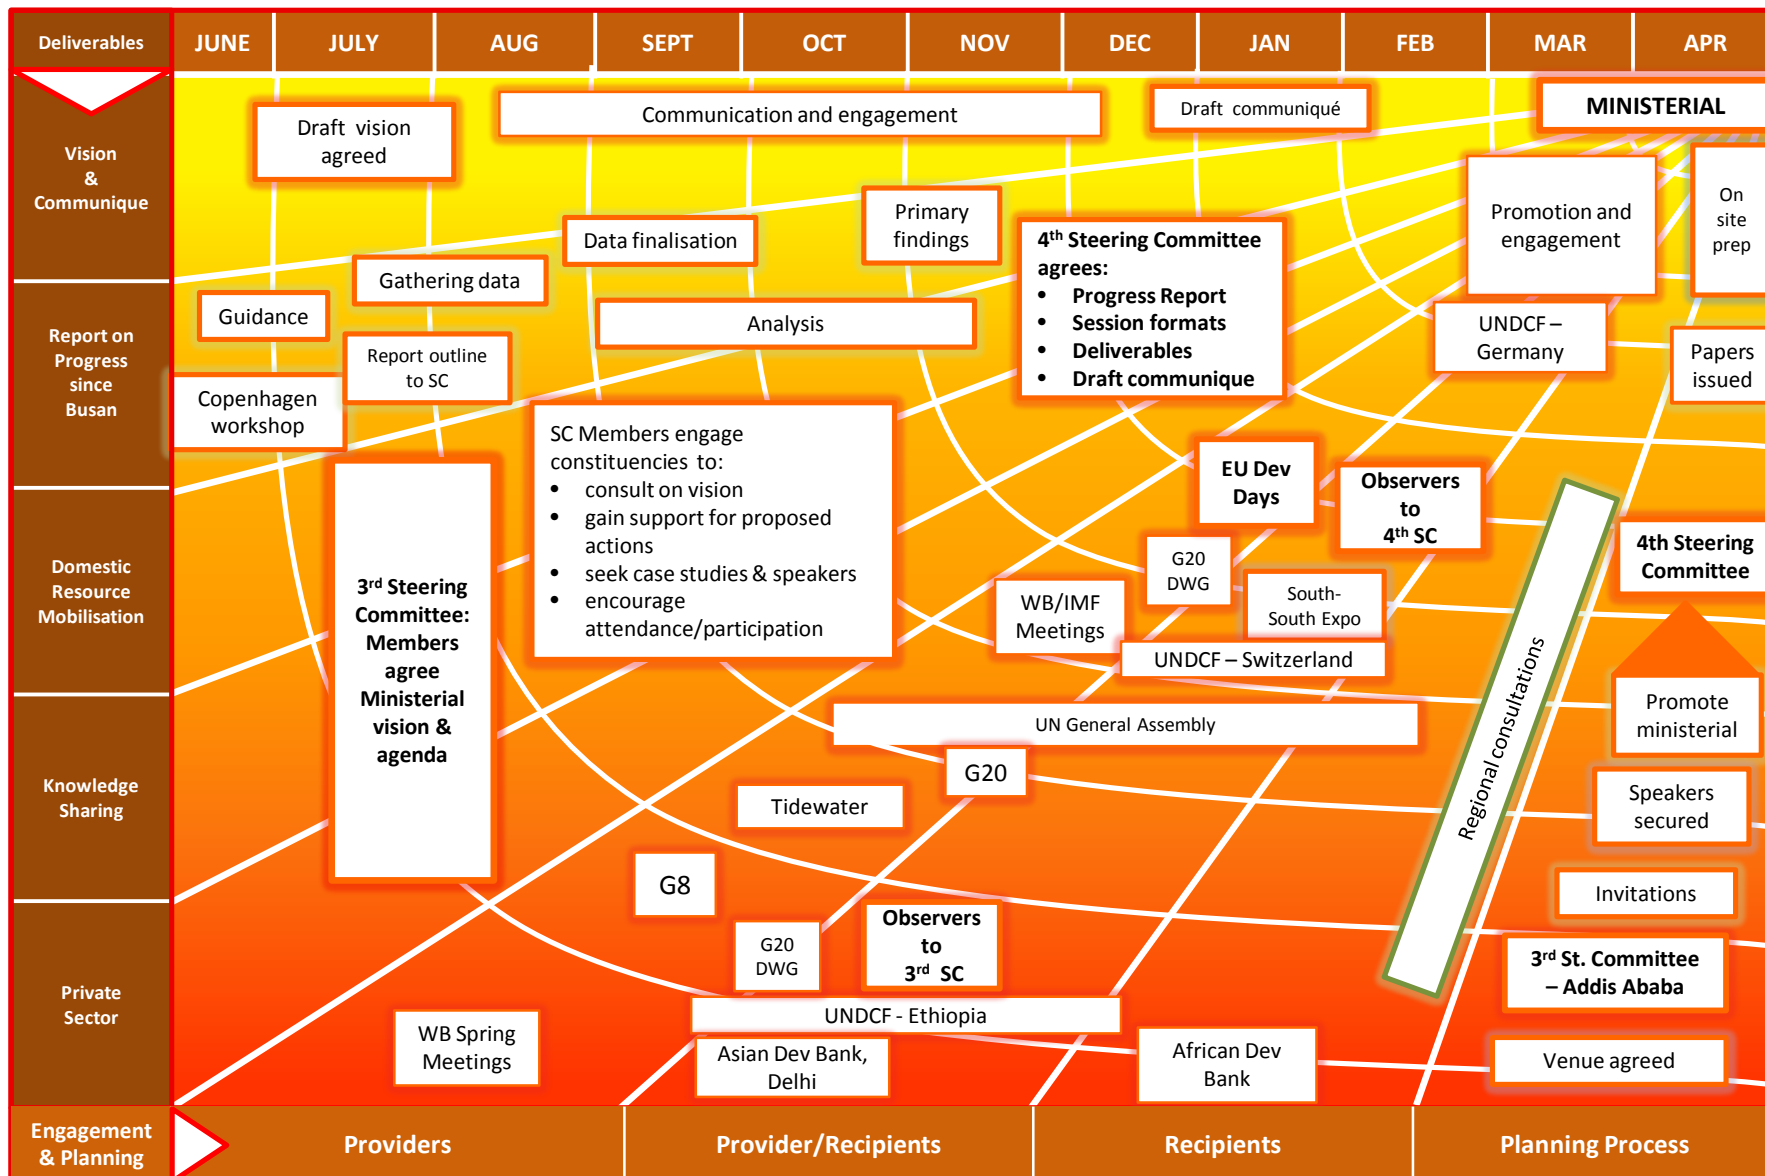 Deliverables
JUNE
JULY
AUG
SEPT
OCT
NOV
DEC
JAN
FEB
MAR
APR
Vision
&
Communique
Report on
Progress
since
Busan
Domestic
Resource
Mobilisation
Knowledge
Sharing
Private
Sector
Engagement
& Planning
Draft vision
agreed
Communication and engagement
Draft communiqué
MINISTERIAL
Primary
findings
Data finalisation
Gathering data
Guidance
Analysis
Report outline
to SC
Copenhagen
workshop
4th Steering Committee
agrees:
• Progress Report
• Session formats
• Deliverables
• Draft communique
Promotion and
engagement
On
site
prep
UNDCF –
Germany
Papers
issued
SC Members engage
constituencies to:
• consult on vision
• gain support for proposed
actions
• seek case studies & speakers
• encourage
attendance/participation
3rd Steering
Committee:
Members
agree
Ministerial
vision &
agenda
EU Dev
Days
Observers
to
4th SC
4th Steering
Committee
G20
DWG
WB/IMF
Meetings
South-
South Expo
UNDCF – Switzerland
UN General Assembly
Regional consultations
Promote
ministerial
G20
Tidewater
Speakers
secured
G8
Invitations
G20
DWG
Observers
to
3rd SC
3rd St. Committee
– Addis Ababa
UNDCF - Ethiopia
WB Spring
Meetings
Asian Dev Bank,
Delhi
African Dev
Bank
Venue agreed
Providers
Provider/Recipients
Recipients
Planning Process